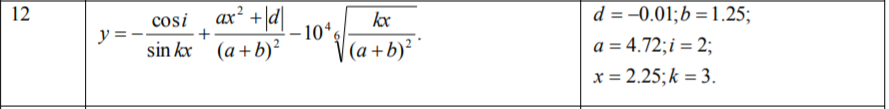 12
y = − cos i / sin kx + ax² + |d| / (a + b)² − 10⁴ ⁶√ kx / (a + b)² .
d = −0.01; b = 1.25;
a = 4.72; i = 2;
x = 2.25; k = 3.